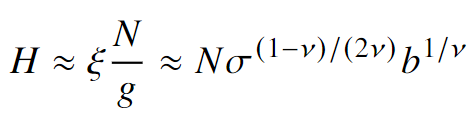 H ≈ ξ N/g ≈ Nσ^{(1−ν)/(2ν)} b^{1/ν}